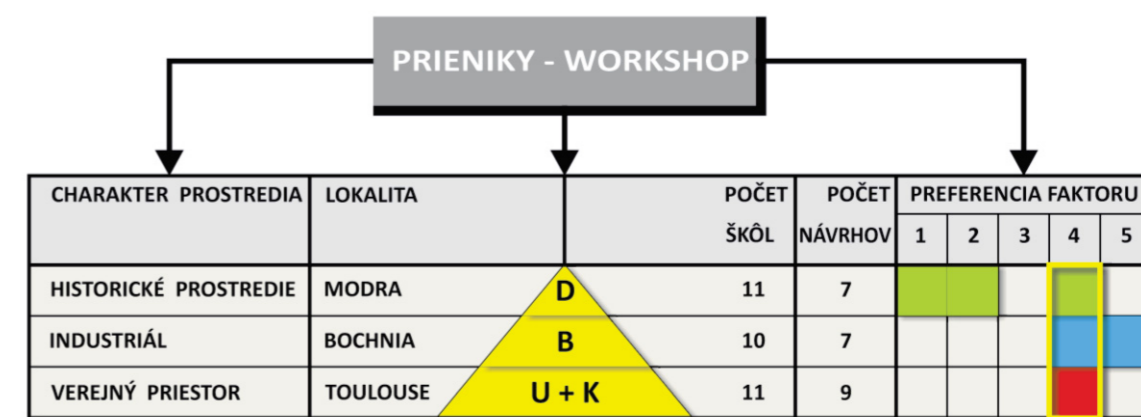 PRIENIKY - WORKSHOP
CHARAKTER PROSTREDIA LOKALITA POČET ŠKÔL POČET NÁVRHOV PREFERENCIA FAKTORU
1 2 3 4 5
HISTORICKÉ PROSTREDIE MODRA D 11 7
INDUSTRIÁL BOCHNIA B 10 7
VEREJNÝ PRIESTOR TOULOUSE U + K 11 9